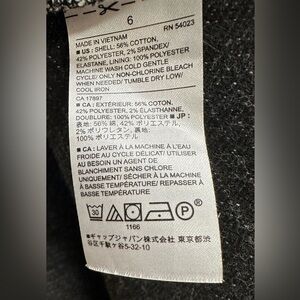 6
RN 54023
MADE IN VIETNAM
■ US : SHELL: 56% COTTON,
42% POLYESTER, 2% SPANDEX/
ELASTANE, LINING: 100% POLYESTER
MACHINE WASH COLD GENTLE
CYCLE/ ONLY NON-CHLORINE BLEACH
WHEN NEEDED/ TUMBLE DRY LOW/
COOL IRON
CA 17897
■ CA : EXTÉRIEUR: 56% COTON,
42% POLYESTER, 2% ÉLASTHANNE,
DOUBLURE: 100% POLYESTER ■ JP :
表地: 56% 綿, 42% ポリエステル,
2% ポリウレタン, 裏地:
100% ポリエステル
■ CA : LAVER À LA MACHINE À L'EAU
FROIDE AU CYCLE DÉLICAT/ UTILISER
AU BESOIN UN AGENT DE
BLANCHIMENT SANS CHLORE
UNIQUEMENT/ SÉCHER À LA MACHINE
À BASSE TEMPÉRATURE/ REPASSER À
BASSE TEMPÉRATURE
30
P
1166
■ギャップジャパン株式会社 東京都渋
谷区千駄ヶ谷5-32-10